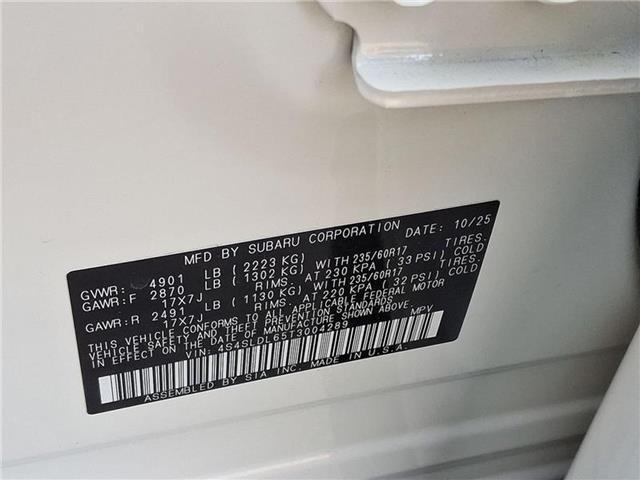 MFD BY SUBARU CORPORATION DATE: 10/25
GVWR: 4901 LB (2223 KG)
GAWR:F 2870 LB (1302 KG) WITH 235/60R17 TIRES.
17X7J RIMS. AT 230 KPA (33 PSI) COLD
GAWR:R 2491 LB (1130 KG) WITH 235/60R17 TIRES.
17X7J RIMS. AT 220 KPA (32 PSI) COLD
THIS VEHICLE CONFORMS TO ALL APPLICABLE FEDERAL MOTOR
VEHICLE SAFETY AND THEFT PREVENTION STANDARDS
IN EFFECT ON THE DATE OF MANUFACTURE SHOWN ABOVE.
VIN: 4S4SLDL65T3004289 MPV
ASSEMBLED BY SIA INC. MADE IN U.S.A.